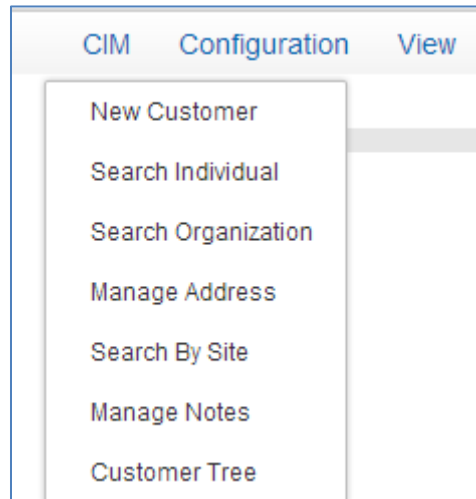 CIM Configuration View
New Customer
Search Individual
Search Organization
Manage Address
Search By Site
Manage Notes
Customer Tree